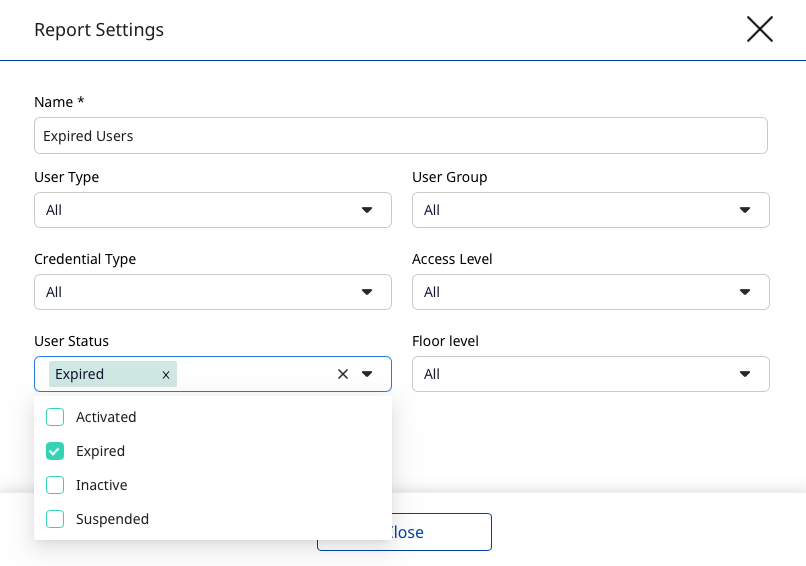 Report Settings
Name *
Expired Users
User Type
User Group
All
All
Credential Type
Access Level
All
All
User Status
Floor level
Expired
All
Activated
Expired
Inactive
Suspended